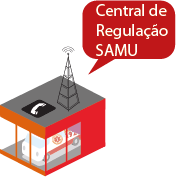 Central de
Regulação
SAMU